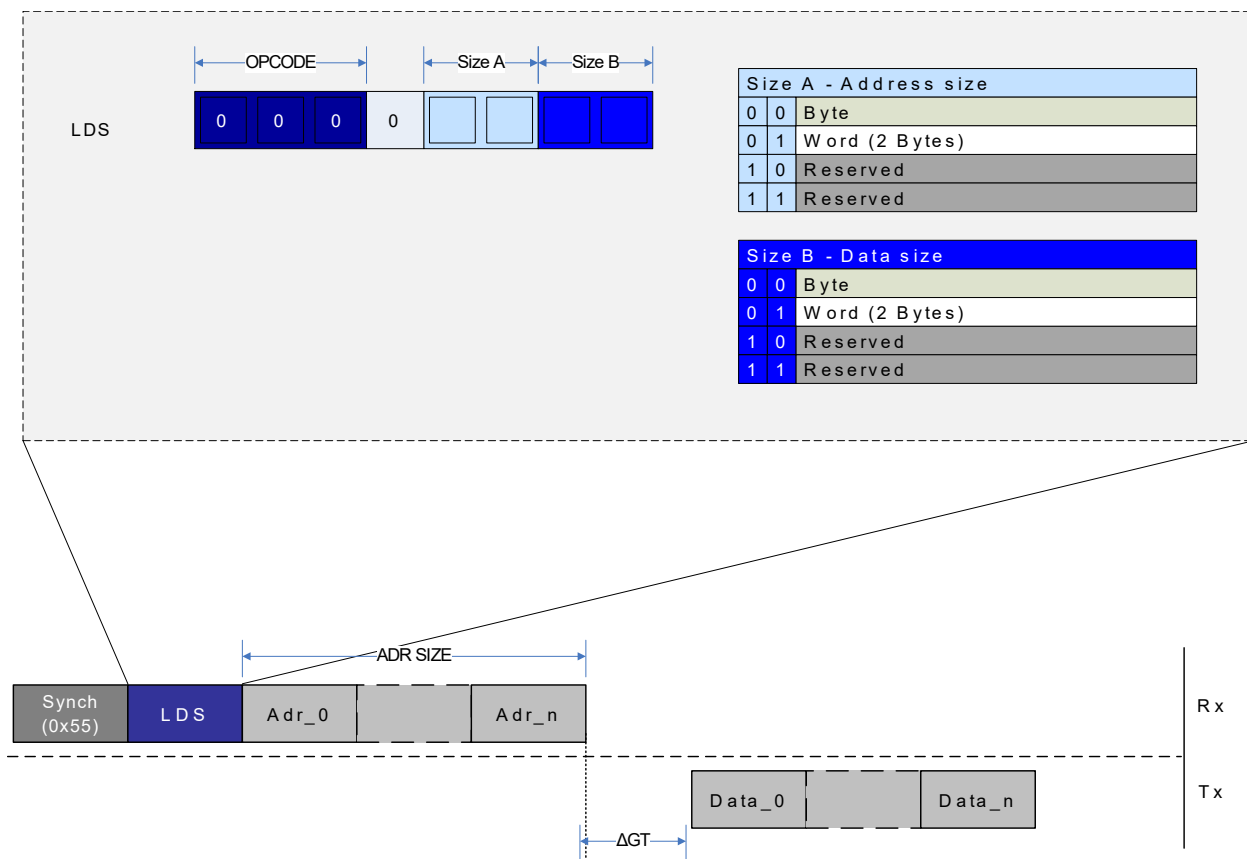 OPCODE Size A Size B
LDS 0 0 0 0
Size A - Address size
0 0 Byte
0 1 Word (2 Bytes)
1 0 Reserved
1 1 Reserved
Size B - Data size
0 0 Byte
0 1 Word (2 Bytes)
1 0 Reserved
1 1 Reserved
ADR SIZE
Synch
(0x55)
LDS Adr_0 Adr_n
Rx
Data_0 Data_n
Tx
ΔGT